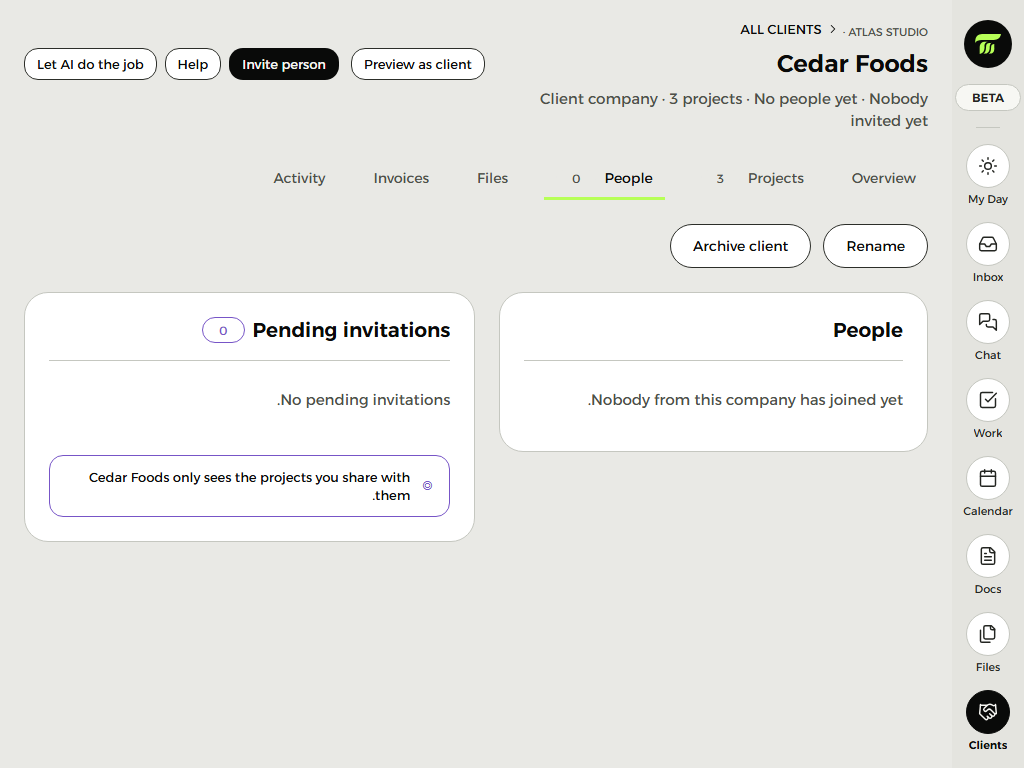 ALL CLIENTS
· ATLAS STUDIO
Cedar Foods
Client company · 3 projects · No people yet · Nobody
invited yet
Preview as client
Invite person
Help
Let AI do the job
Overview
Projects 3
People 0
Files
Invoices
Activity
Rename
Archive client
People
.Nobody from this company has joined yet
Pending invitations 0
.No pending invitations
Cedar Foods only sees the projects you share with
.them
BETA
My Day
Inbox
Chat
Work
Calendar
Docs
Files
Clients